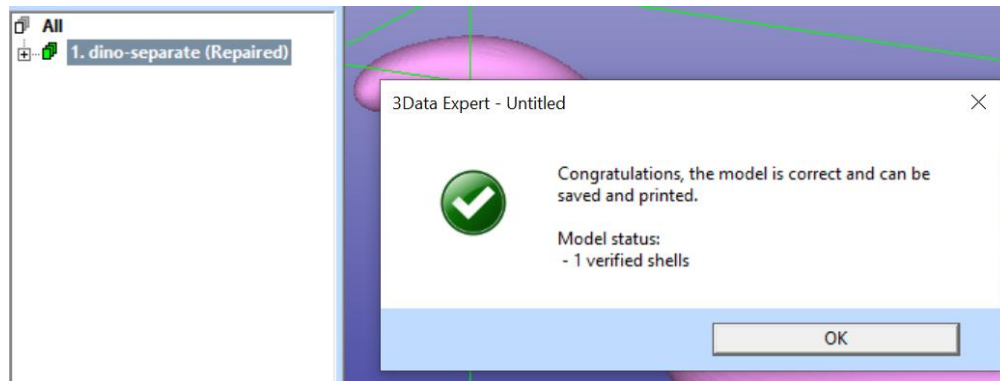 All
1. dino-separate (Repaired)
3Data Expert - Untitled
Congratulations, the model is correct and can be
saved and printed.
Model status:
- 1 verified shells
OK